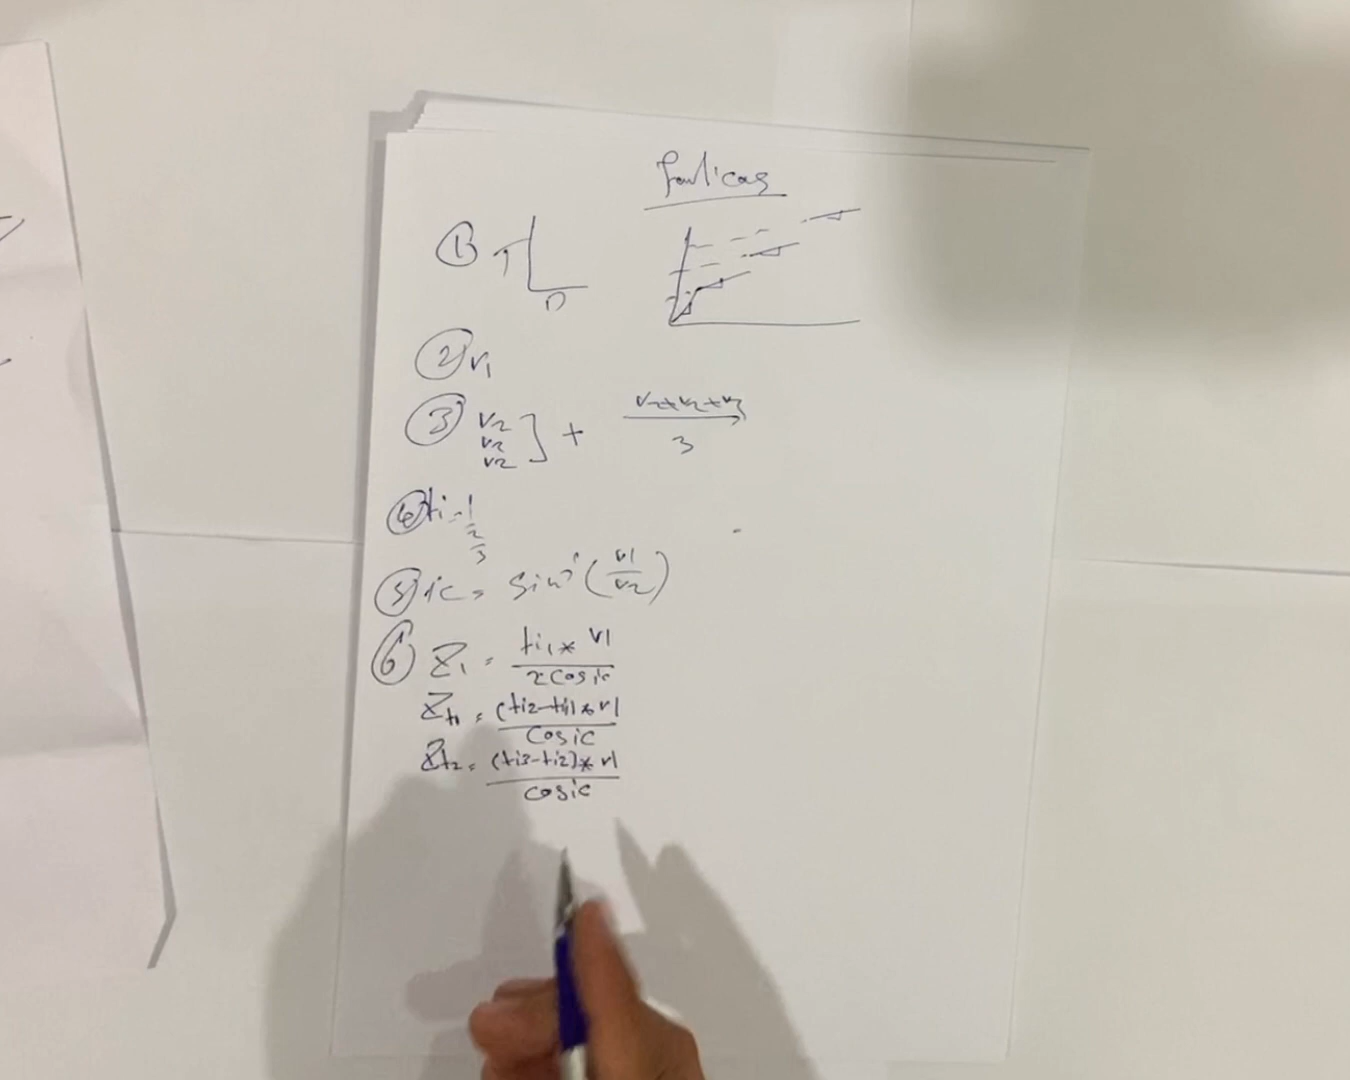 ① T
D
② V1
③ V2
V2
V2
] + V2+V2+V2 / 3
④ ti = 1
2
3
⑤ ic = sin⁻¹ (V1/V2)
⑥ Z1 = ti1 * V1 / 2 cos ic
Zt1 = (ti2-ti1 * V1 / cos ic
Zt2 = (ti3-ti2) * V1 / cos ic